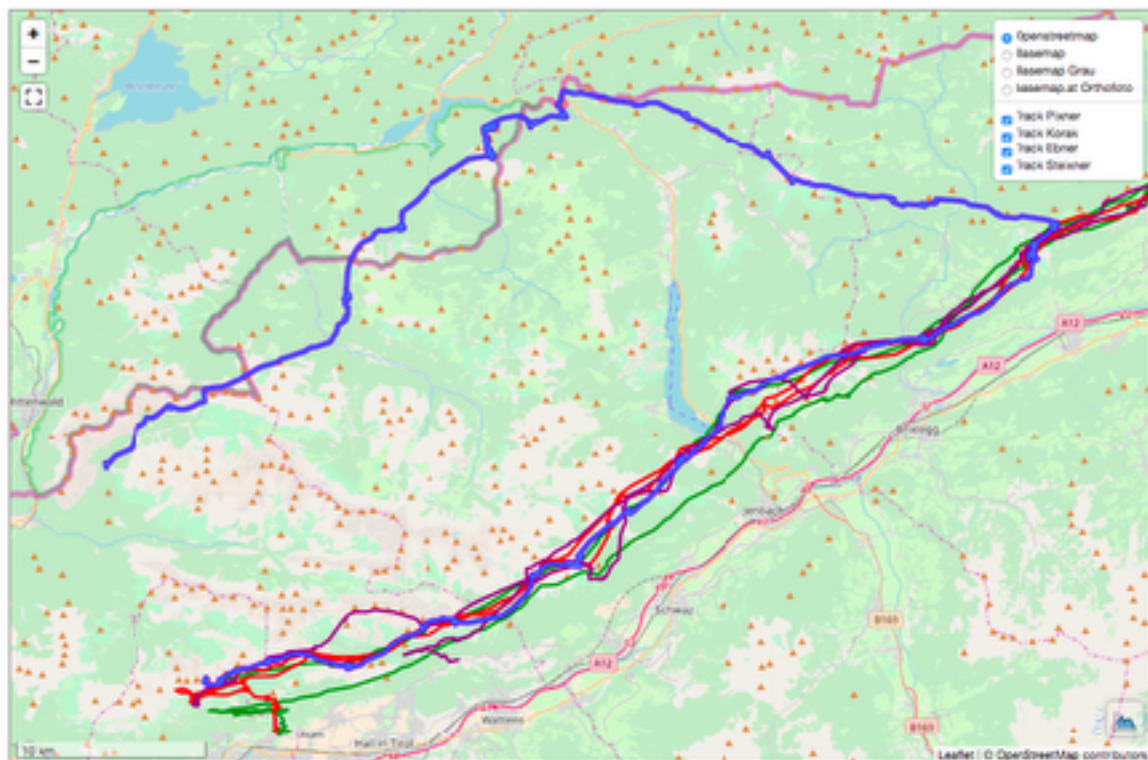 +
−
Openstreetmap
Basemap
Basemap Grau
basemap.at Orthofoto
Track Pixner
Track Korak
Track Ebner
Track Steixner
A12
A12
Jenbach
Schwaz
B169
A12
Wattens
B169
Hall in Tirol
10 km
Leaflet | © OpenStreetMap contributors